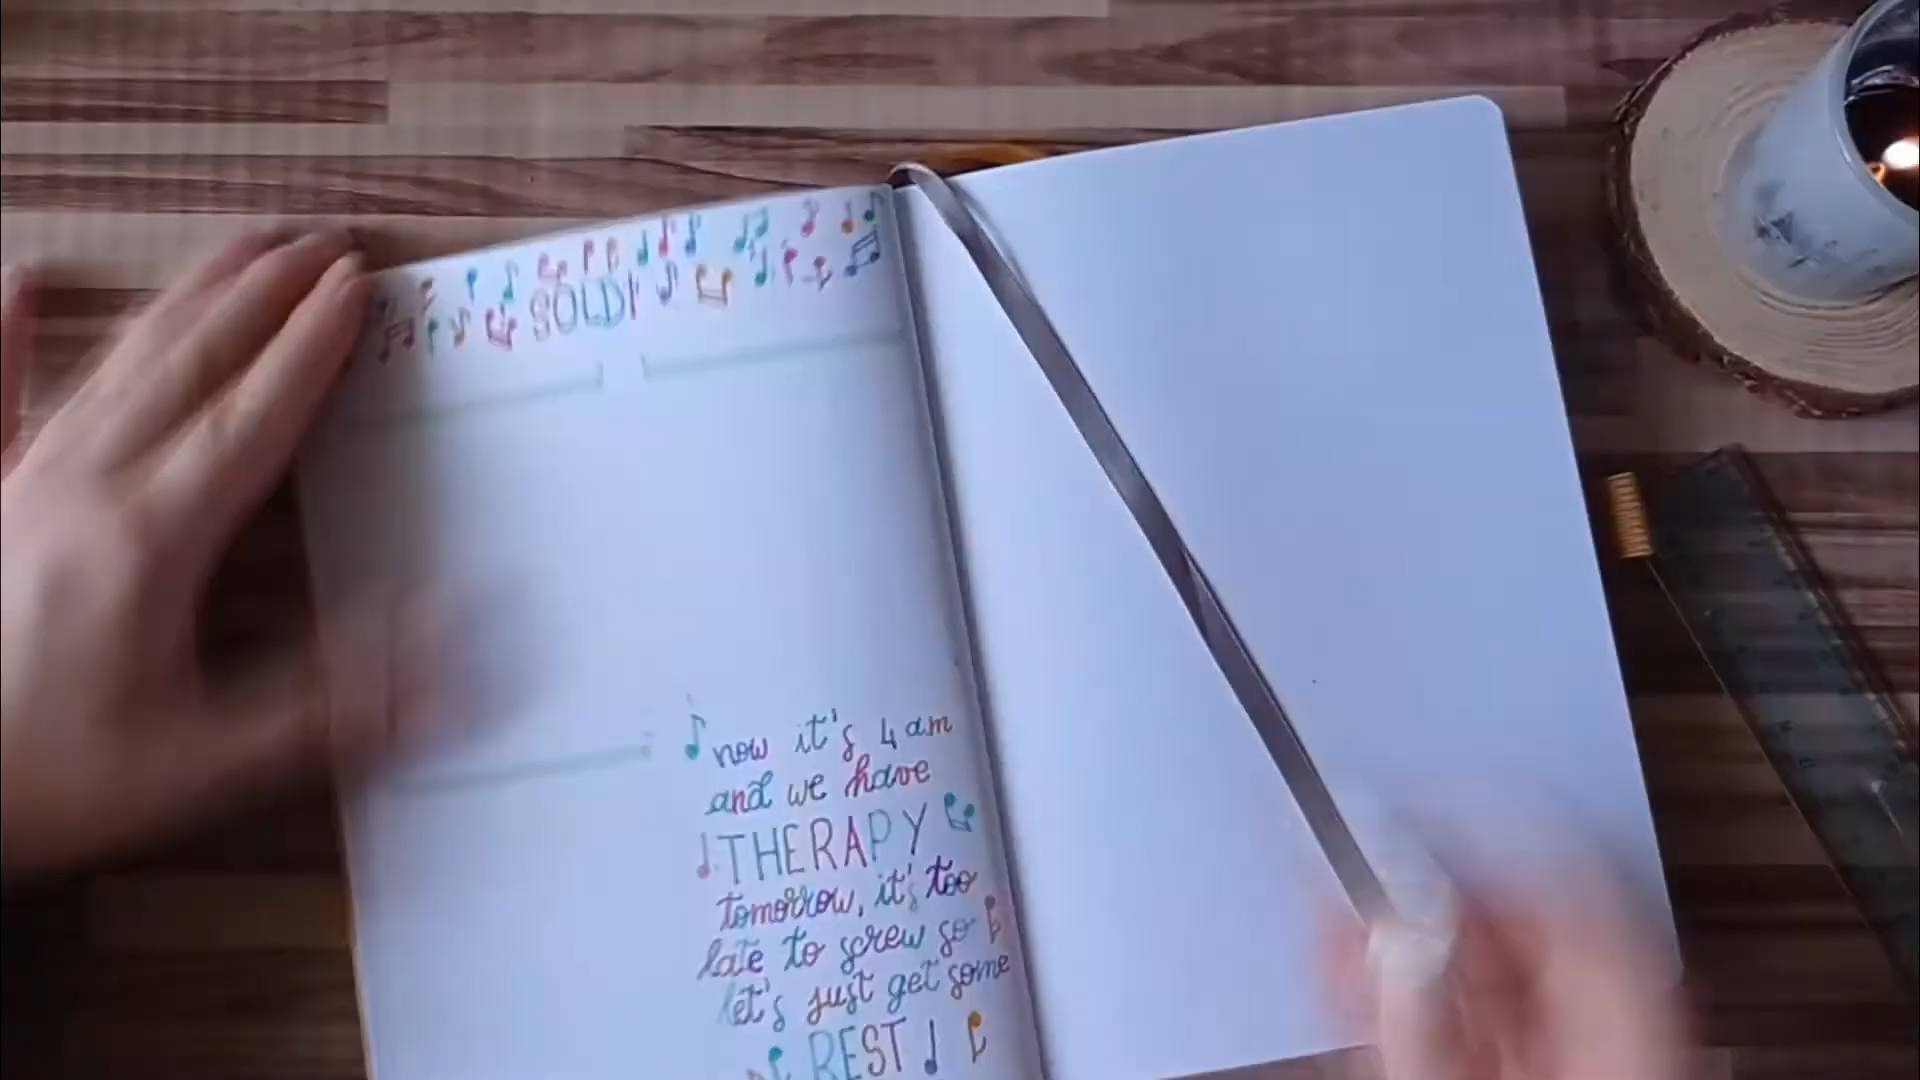 SOLD!
now it's 4 am
and we have
THERAPY
tomorrow, it's too
late to screw so
let's just get some
REST